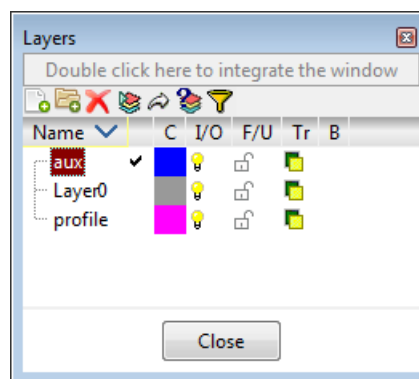 Layers
Double click here to integrate the window
Name C I/O F/U Tr B
aux
Layer0
profile
Close